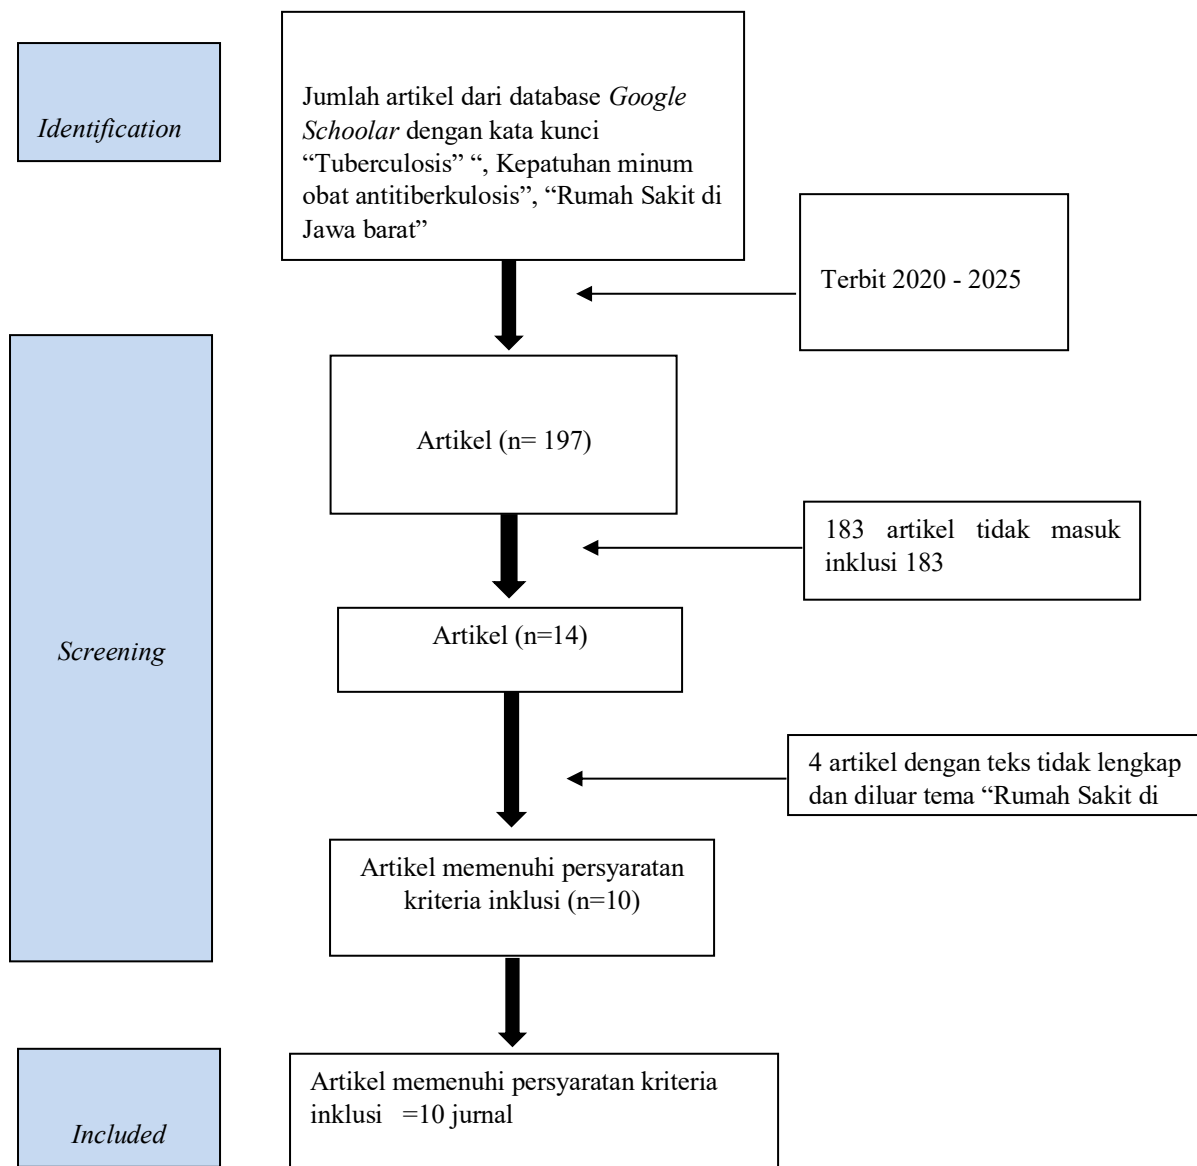 Identification
Jumlah artikel dari database Google
Schoolar dengan kata kunci
“Tuberculosis” “, Kepatuhan minum
obat antitiberkulosis”, “Rumah Sakit di
Jawa barat”
Terbit 2020 - 2025
Screening
Artikel (n= 197)
183 artikel tidak masuk
inklusi 183
Artikel (n=14)
4 artikel dengan teks tidak lengkap
dan diluar tema “Rumah Sakit di
Artikel memenuhi persyaratan
kriteria inklusi (n=10)
Included
Artikel memenuhi persyaratan kriteria
inklusi =10 jurnal